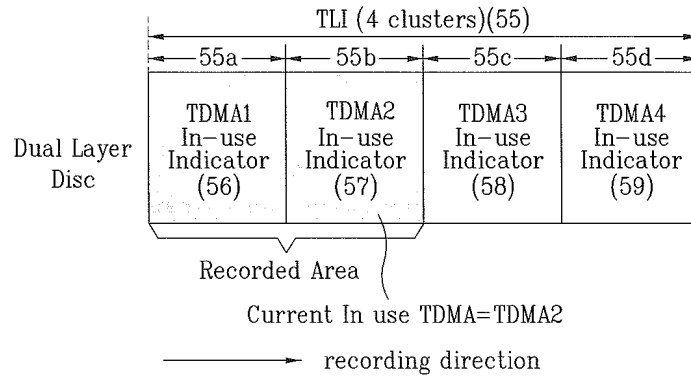 TLI (4 clusters)(55)
55a 55b 55c 55d
Dual Layer
Disc
TDMA1
In-use
Indicator
(56)
TDMA2
In-use
Indicator
(57)
TDMA3
In-use
Indicator
(58)
TDMA4
In-use
Indicator
(59)
Recorded Area
Current In use TDMA=TDMA2
recording direction